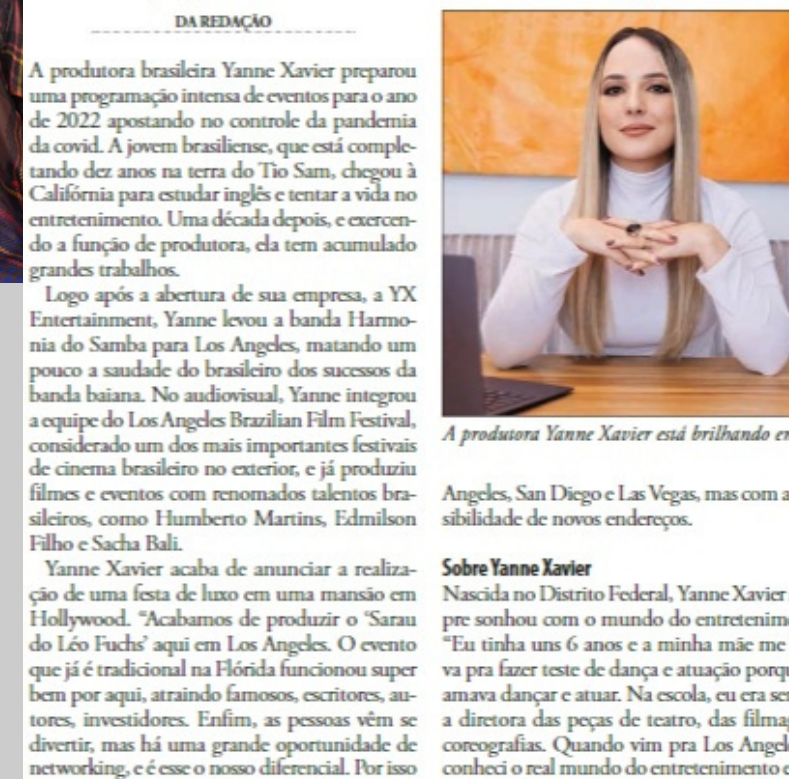 DA REDAÇÃO
A produtora brasileira Yanne Xavier preparou
uma programação intensa de eventos para o ano
de 2022 apostando no controle da pandemia
da covid. A jovem brasiliense, que está comple-
tando dez anos na terra do Tio Sam, chegou à
Califórnia para estudar inglês e tentar a vida no
entretenimento. Uma década depois, e exercen-
do a função de produtora, ela tem acumulado
grandes trabalhos.
Logo após a abertura de sua empresa, a YX
Entertainment, Yanne levou a banda Harmo-
nia do Samba para Los Angeles, matando um
pouco a saudade do brasileiro dos sucessos da
banda baiana. No audiovisual, Yanne integrou
a equipe do Los Angeles Brazilian Film Festival,
considerado um dos mais importantes festivais
de cinema brasileiro no exterior, e já produziu
filmes e eventos com renomados talentos bra-
sileiros, como Humberto Martins, Edmilson
Filho e Sacha Bali.
Yanne Xavier acaba de anunciar a realiza-
ção de uma festa de luxo em uma mansão em
Hollywood. “Acabamos de produzir o ‘Sarau
do Léo Fuchs’ aqui em Los Angeles. O evento
que já é tradicional na Flórida funcionou super
bem por aqui, atraindo famosos, escritores, au-
tores, investidores. Enfim, as pessoas vêm se
divertir, mas há uma grande oportunidade de
networking, e é esse o nosso diferencial. Por isso
A produtora Yanne Xavier está brilhando em
Angeles, San Diego e Las Vegas, mas com a
sibilidade de novos endereços.
Sobre Yanne Xavier
Nascida no Distrito Federal, Yanne Xavier
pre sonhou com o mundo do entretenim
“Eu tinha uns 6 anos e a minha mãe me
va pra fazer teste de dança e atuação porqu
amava dançar e atuar. Na escola, eu era se
a diretora das peças de teatro, das filma
coreografias. Quando vim pra Los Angel
conheci o real mundo do entretenimento e